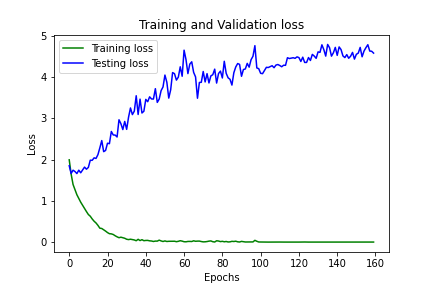 Training and Validation loss
Training loss
Testing loss
Loss
5
4
3
2
1
0
0 20 40 60 80 100 120 140 160
Epochs